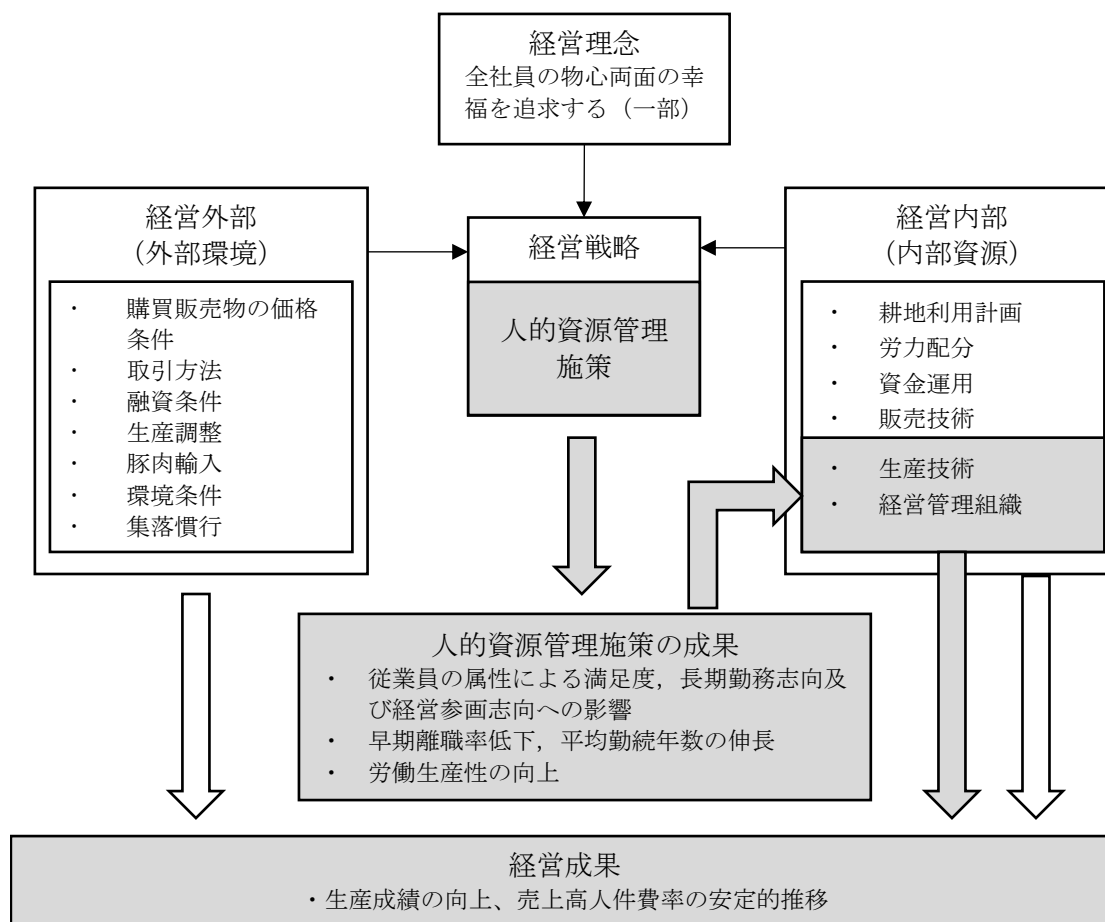 経営理念
全社員の物心両面の幸
福を追求する（一部）
経営外部
（外部環境）
・ 購買販売物の価格
条件
・ 取引方法
・ 融資条件
・ 生産調整
・ 豚肉輸入
・ 環境条件
・ 集落慣行
経営戦略
人的資源管理
施策
経営内部
（内部資源）
・ 耕地利用計画
・ 労力配分
・ 資金運用
・ 販売技術
・ 生産技術
・ 経営管理組織
人的資源管理施策の成果
・ 従業員の属性による満足度，長期勤務志向及
び経営参画志向への影響
・ 早期離職率低下，平均勤続年数の伸長
・ 労働生産性の向上
経営成果
・生産成績の向上、売上高人件費率の安定的推移